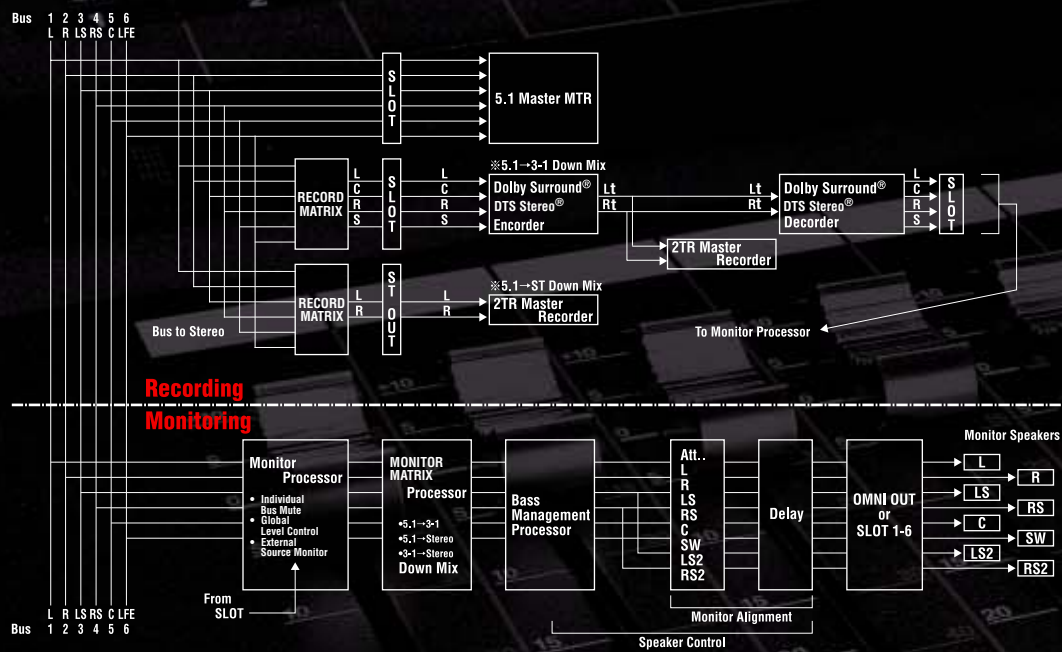 Bus 1 2 3 4 5 6
L R LS RS C LFE
S
L
O
T
5.1 Master MTR
※5.1→3-1 Down Mix
RECORD
MATRIX
L
C
R
S
S
L
O
T
L
C
R
S
Dolby Surround®
DTS Stereo®
Encorder
Lt
Rt
Lt
Rt
Dolby Surround®
DTS Stereo®
Decorder
L
C
R
S
S
L
O
T
2TR Master
Recorder
※5.1→ST Down Mix
RECORD
MATRIX
L
R
S
T
O
U
T
L
R
2TR Master
Recorder
Bus to Stereo
To Monitor Processor
Recording
Monitoring
Monitor
Processor
• Individual
Bus Mute
• Global
Level Control
• External
Source Monitor
From
SLOT
MONITOR
MATRIX
Processor
•5.1→3-1
•5.1→Stereo
•3-1→Stereo
Down Mix
Bass
Management
Processor
Att..
L
R
LS
RS
C
SW
LS2
RS2
Delay
OMNI OUT
or
SLOT 1-6
Monitor Speakers
L
R
LS
RS
C
SW
LS2
RS2
Monitor Alignment
Speaker Control
L R LS RS C LFE
Bus 1 2 3 4 5 6